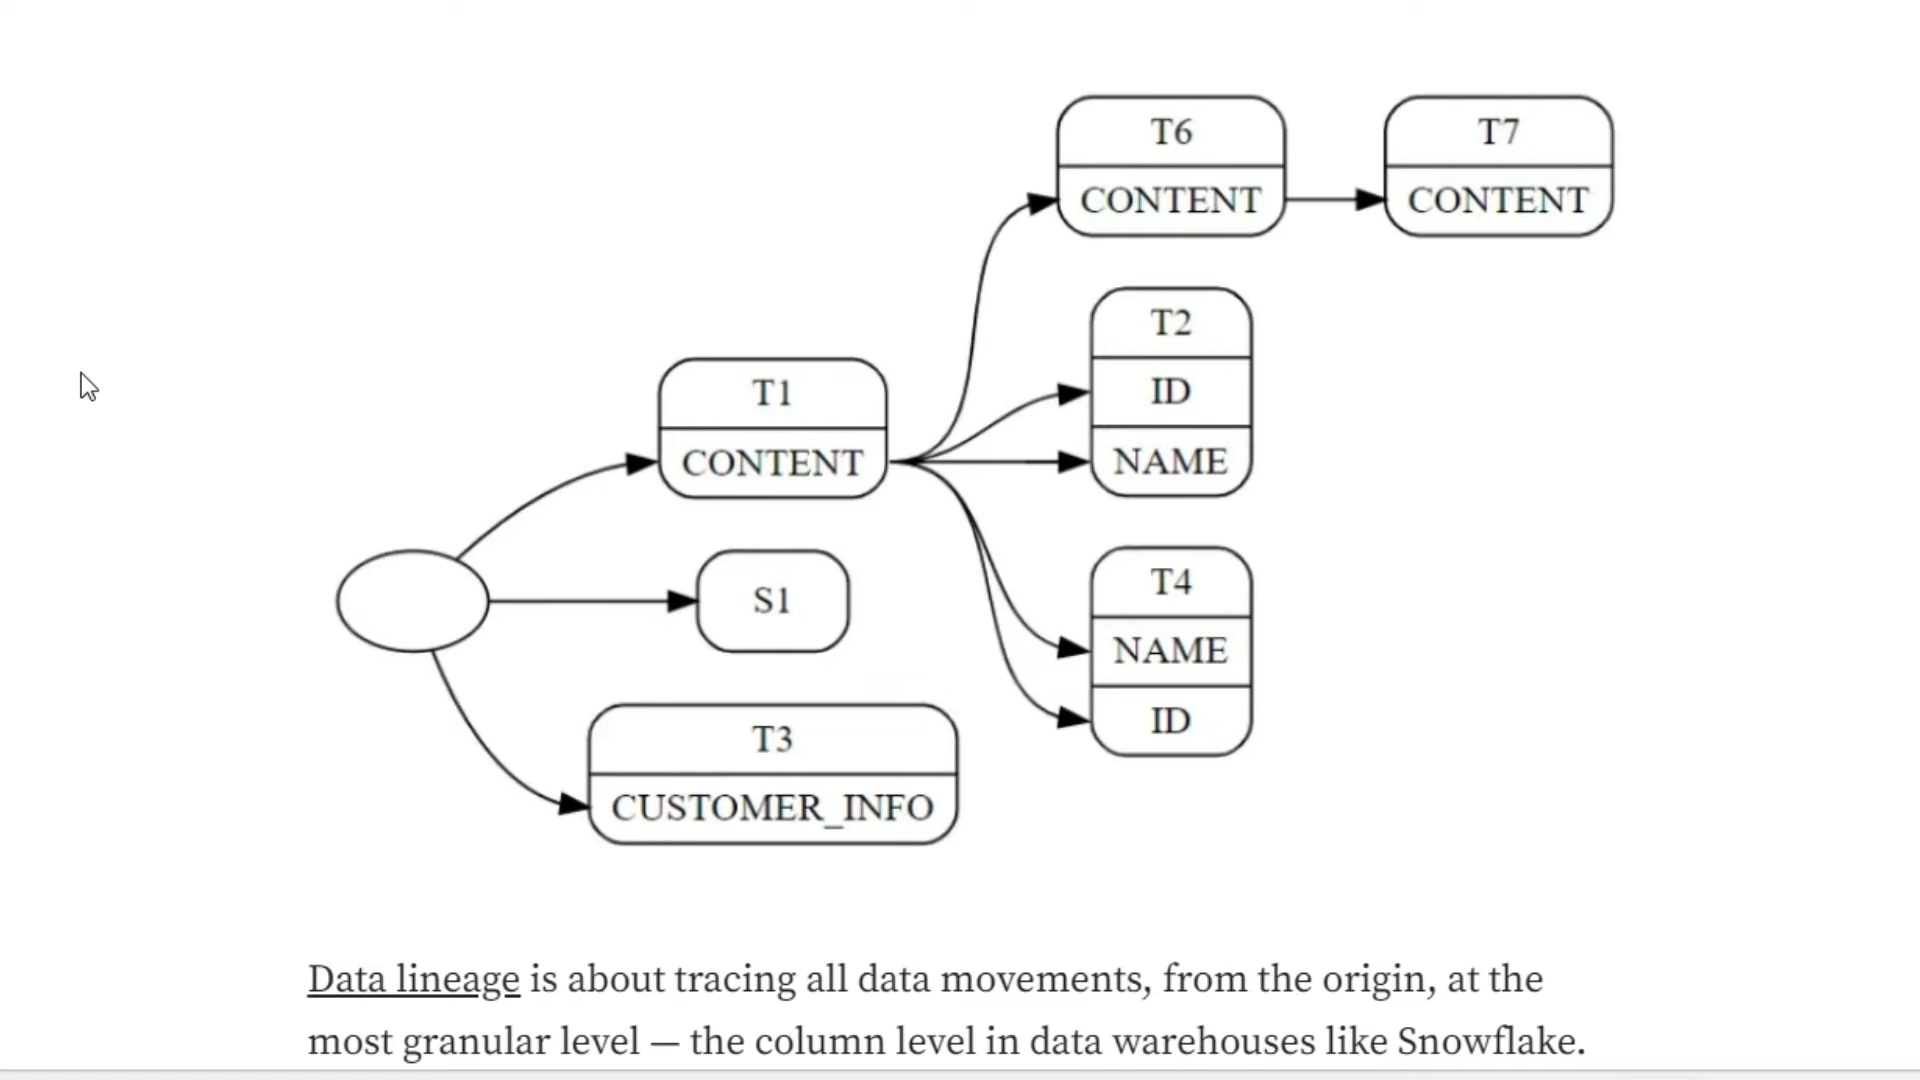 T6
CONTENT
T7
CONTENT
T2
ID
NAME
T1
CONTENT
S1
T4
NAME
ID
T3
CUSTOMER_INFO
Data lineage is about tracing all data movements, from the origin, at the
most granular level — the column level in data warehouses like Snowflake.